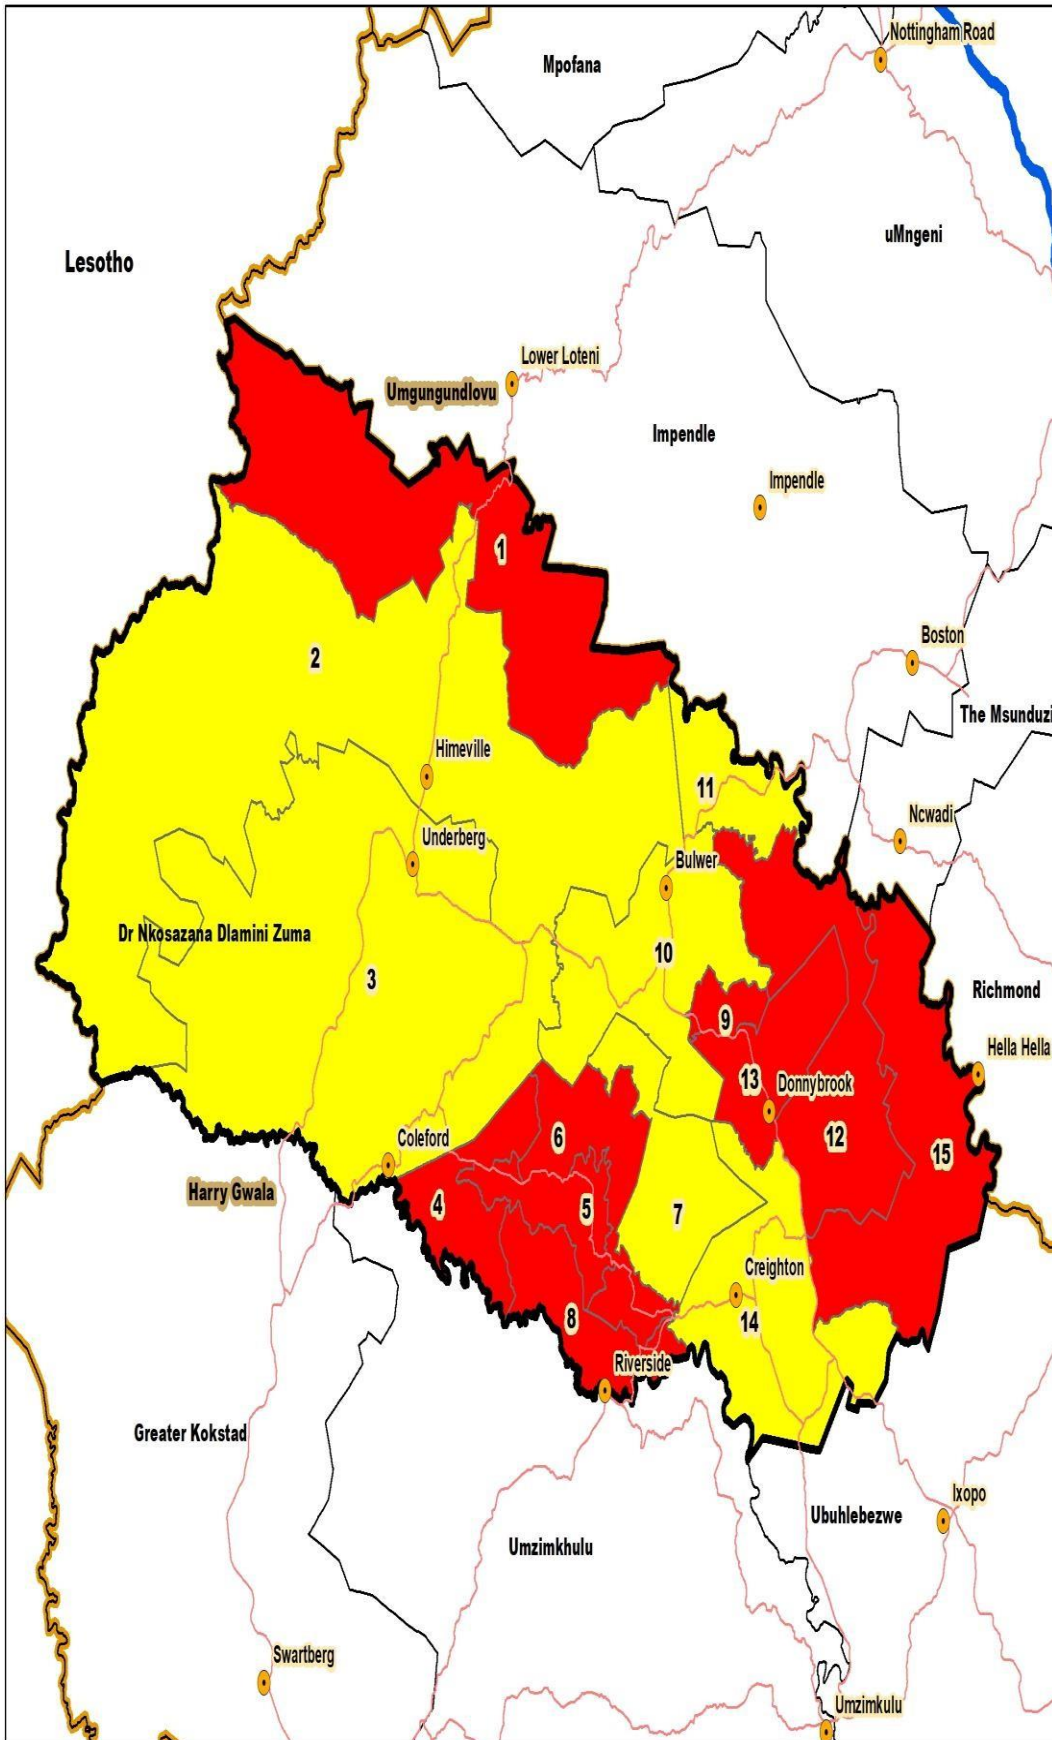 Nottingham Road
Mpofana
uMngeni
Lesotho
Lower Loteni
Umgungundlovu
Impendle
Impendle
1
Boston
2
The Msunduzi
Himeville
11
Ncwadi
Underberg
Bulwer
Dr Nkosazana Dlamini Zuma
10
3
Richmond
9
Hella Hella
13
Donnybrook
6
12
Coleford
15
Harry Gwala
4
5
7
Creighton
8
14
Riverside
Greater Kokstad
Ixopo
Ubuhlebezwe
Umzimkhulu
Swartberg
Umzimkulu